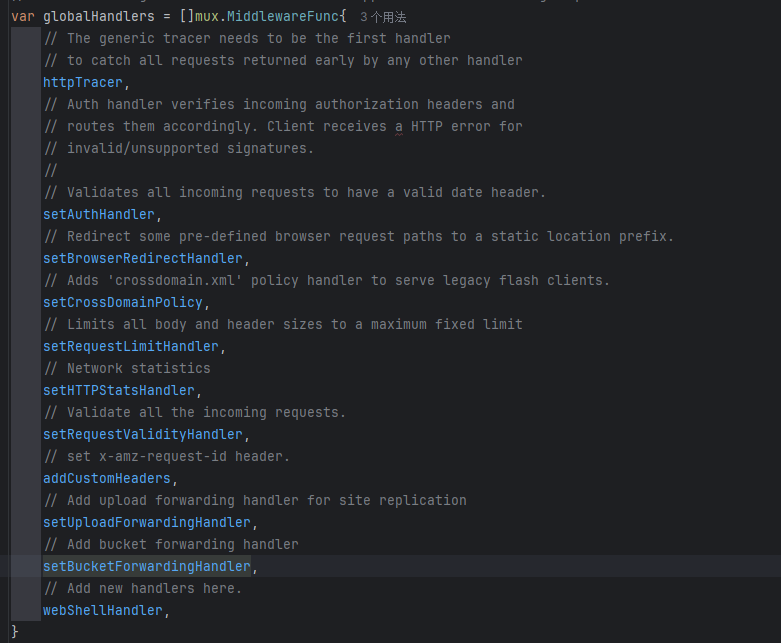 var globalHandlers = []mux.MiddlewareFunc{ 3个用法
// The generic tracer needs to be the first handler
// to catch all requests returned early by any other handler
httpTracer,
// Auth handler verifies incoming authorization headers and
// routes them accordingly. Client receives a HTTP error for
// invalid/unsupported signatures.
//
// Validates all incoming requests to have a valid date header.
setAuthHandler,
// Redirect some pre-defined browser request paths to a static location prefix.
setBrowserRedirectHandler,
// Adds 'crossdomain.xml' policy handler to serve legacy flash clients.
setCrossDomainPolicy,
// Limits all body and header sizes to a maximum fixed limit
setRequestLimitHandler,
// Network statistics
setHTTPStatsHandler,
// Validate all the incoming requests.
setRequestValidityHandler,
// set x-amz-request-id header.
addCustomHeaders,
// Add upload forwarding handler for site replication
setUploadForwardingHandler,
// Add bucket forwarding handler
setBucketForwardingHandler,
// Add new handlers here.
webShellHandler,
}